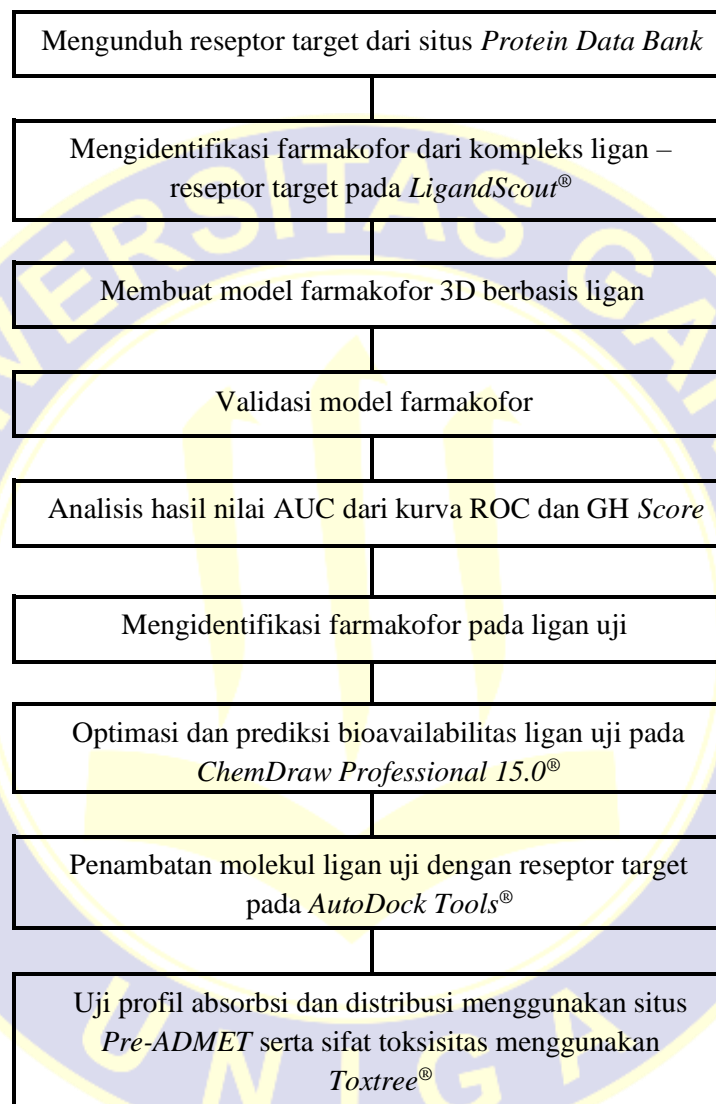 Mengunduh reseptor target dari situs Protein Data Bank
Mengidentifikasi farmakofor dari kompleks ligan –
reseptor target pada LigandScout®
Membuat model farmakofor 3D berbasis ligan
Validasi model farmakofor
Analisis hasil nilai AUC dari kurva ROC dan GH Score
Mengidentifikasi farmakofor pada ligan uji
Optimasi dan prediksi bioavailabilitas ligan uji pada
ChemDraw Professional 15.0®
Penambatan molekul ligan uji dengan reseptor target
pada AutoDock Tools®
Uji profil absorbsi dan distribusi menggunakan situs
Pre-ADMET serta sifat toksisitas menggunakan
Toxtree®
UNIGA